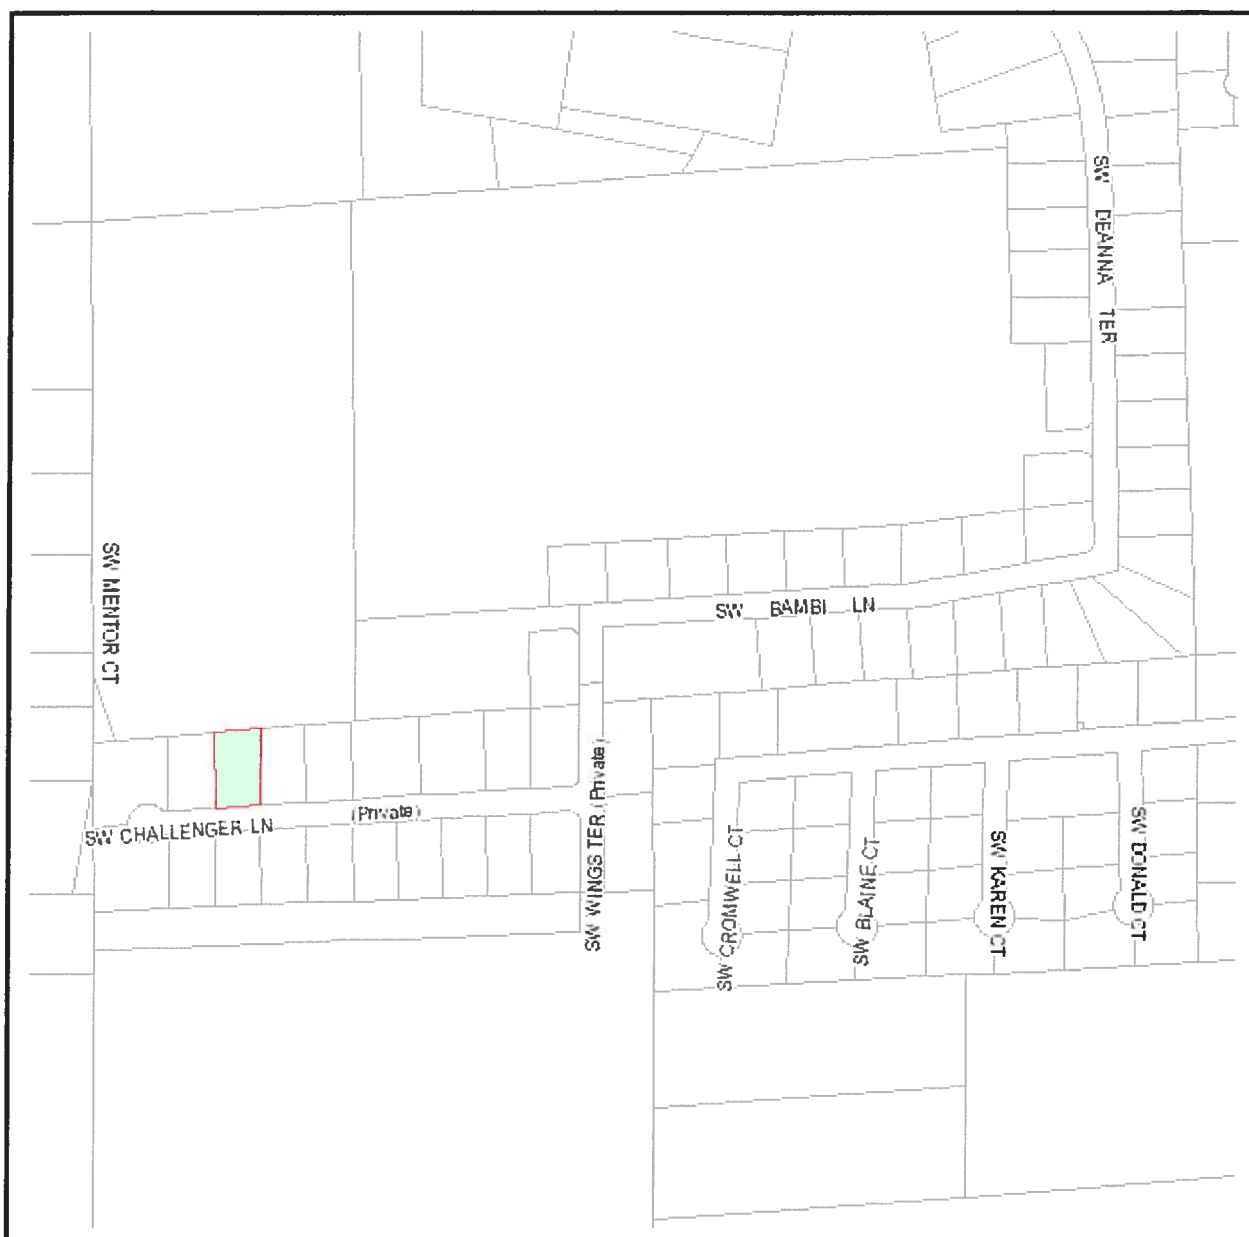 SW DEANNA TER
SW MENTOR CT
SW BAMBI LN
SW WINGS TER (Private)
(Private)
SW CHALLENGER LN
SW CROMWELL CT
SW BLAINE CT
SW KAREN CT
SW DONALD CT